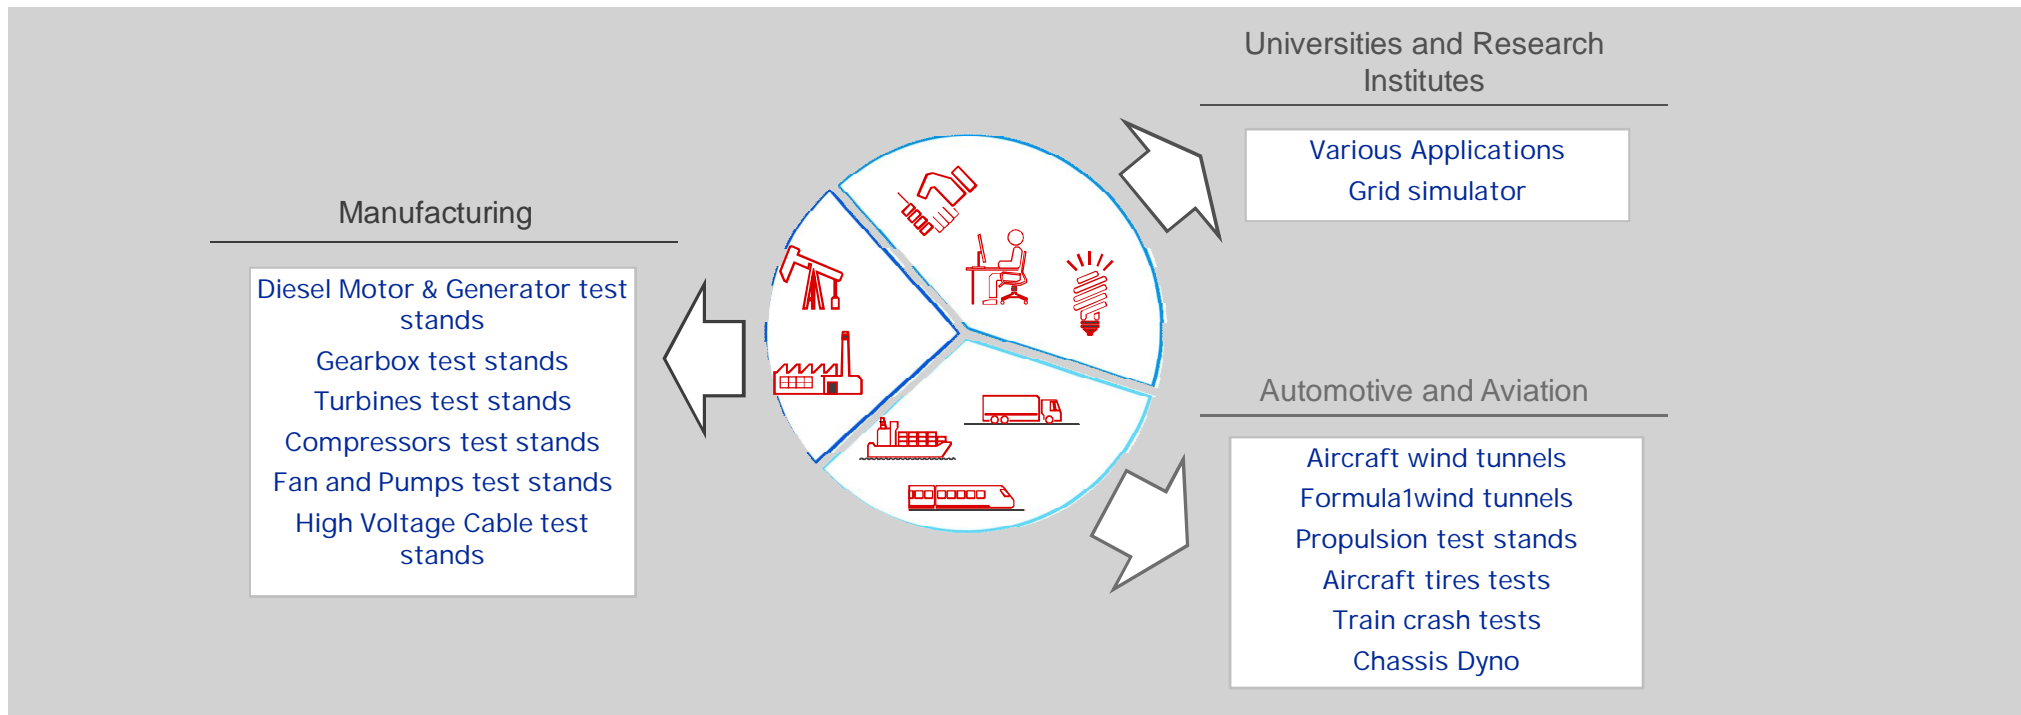 Universities and Research
Institutes
Various Applications
Grid simulator
Manufacturing
Diesel Motor & Generator test
stands
Gearbox test stands
Turbines test stands
Compressors test stands
Fan and Pumps test stands
High Voltage Cable test
stands
Automotive and Aviation
Aircraft wind tunnels
Formula1wind tunnels
Propulsion test stands
Aircraft tires tests
Train crash tests
Chassis Dyno